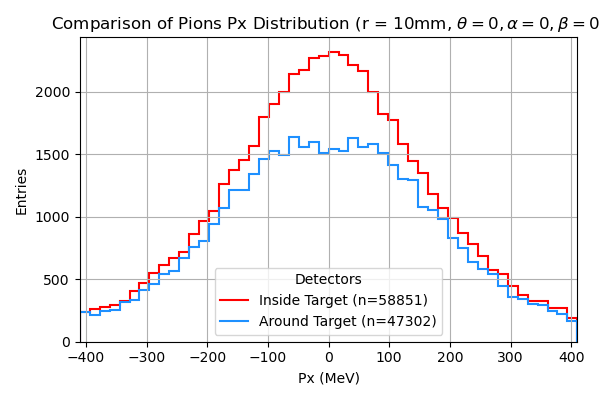 Comparison of Pions Px Distribution (r = 10mm, θ = 0, α = 0, β = 0
Entries
2000
1500
1000
500
0
−400 −300 −200 −100 0 100 200 300 400
Px (MeV)
Detectors
Inside Target (n=58851)
Around Target (n=47302)